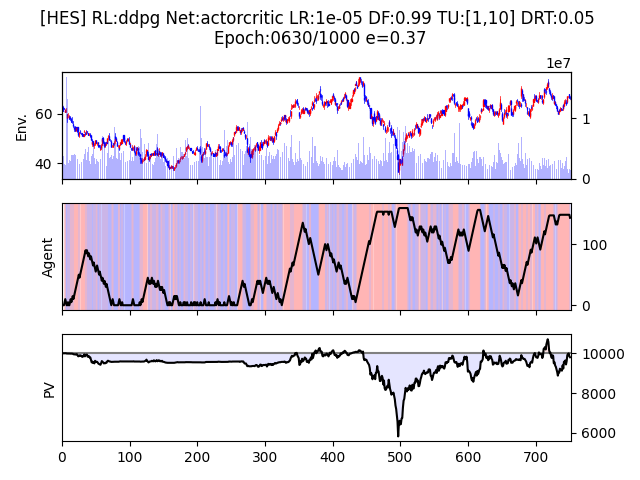 [HES] RL:ddpg Net:actorcritic LR:1e-05 DF:0.99 TU:[1,10] DRT:0.05
Epoch:0630/1000 e=0.37
1e7
Env.
60
40
1
0
Agent
100
0
PV
10000
8000
6000
0 100 200 300 400 500 600 700